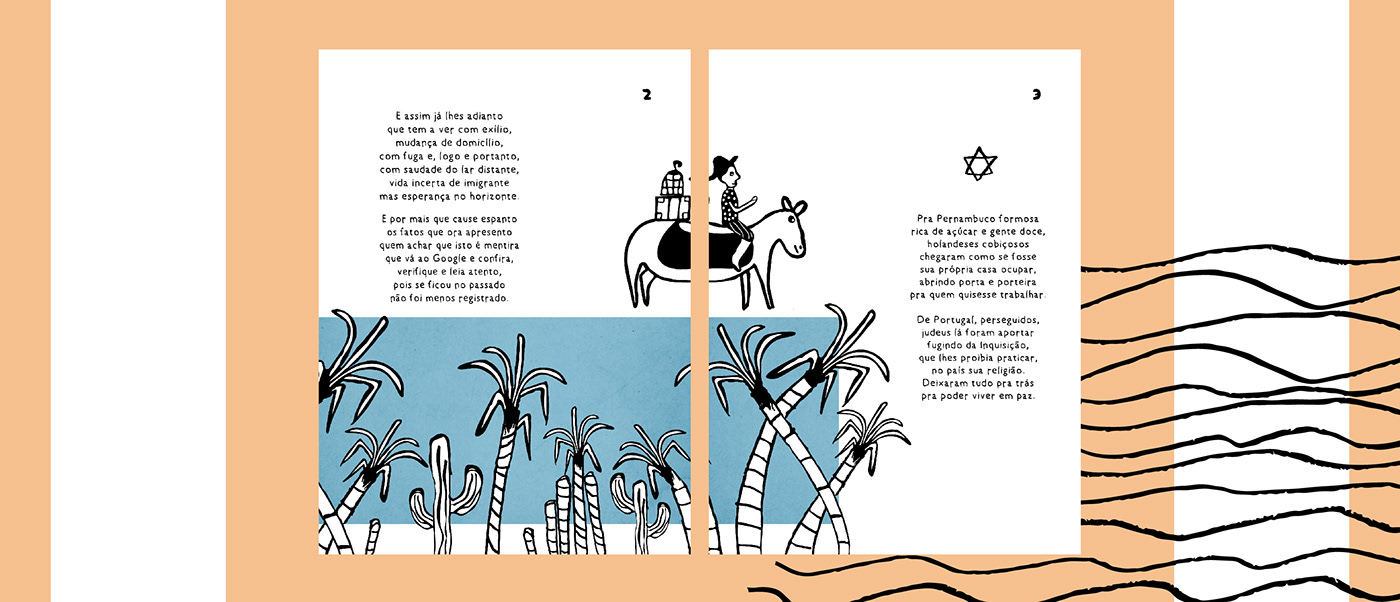 2
E assim já lhes adianto
que tem a ver com exílio,
mudança de domicílio,
com fuga e, logo e portanto,
com saudade do lar distante,
vida incerta de imigrante
mas esperança no horizonte.
E por mais que cause espanto
os fatos que ora apresento
quem achar que isto é mentira
que vá ao Google e confira,
verifique e leia atento,
pois se ficou no passado
não foi menos registrado.
3
Pra Pernambuco formosa
rica de açúcar e gente doce,
holandeses cobiçosos
chegaram como se fosse
sua própria casa ocupar,
abrindo porta e porteira
pra quem quisesse trabalhar.
De Portugal, perseguidos,
judeus lá foram aportar
fugindo da Inquisição,
que lhes proibia praticar,
no país sua religião.
Deixaram tudo pra trás
pra poder viver em paz.